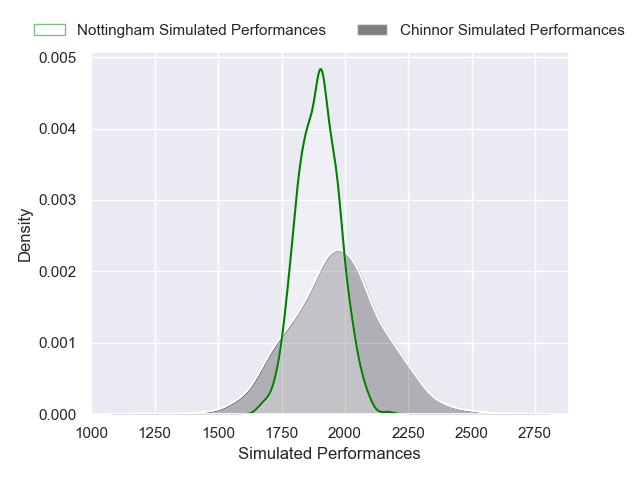 Nottingham Simulated Performances
Chinnor Simulated Performances
0.005
0.004
0.003
0.002
0.001
0.000
Density
1000 1250 1500 1750 2000 2250 2500 2750
Simulated Performances